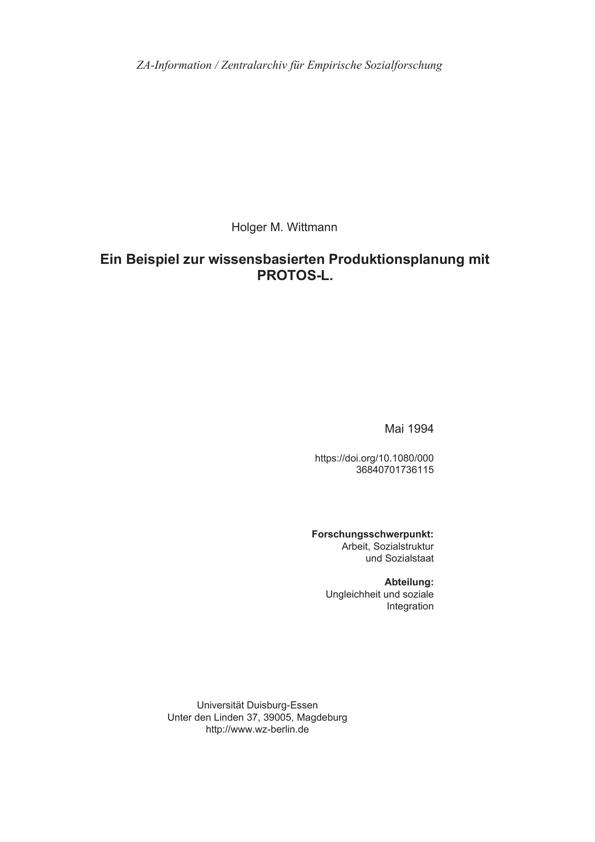 ZA-Information / Zentralarchiv für Empirische Sozialforschung
Holger M. Wittmann
Ein Beispiel zur wissensbasierten Produktionsplanung mit
PROTOS-L.
Mai 1994
https://doi.org/10.1080/000
36840701736115
Forschungsschwerpunkt:
Arbeit, Sozialstruktur
und Sozialstaat
Abteilung:
Ungleichheit und soziale
Integration
Universität Duisburg-Essen
Unter den Linden 37, 39005, Magdeburg
http://www.wz-berlin.de